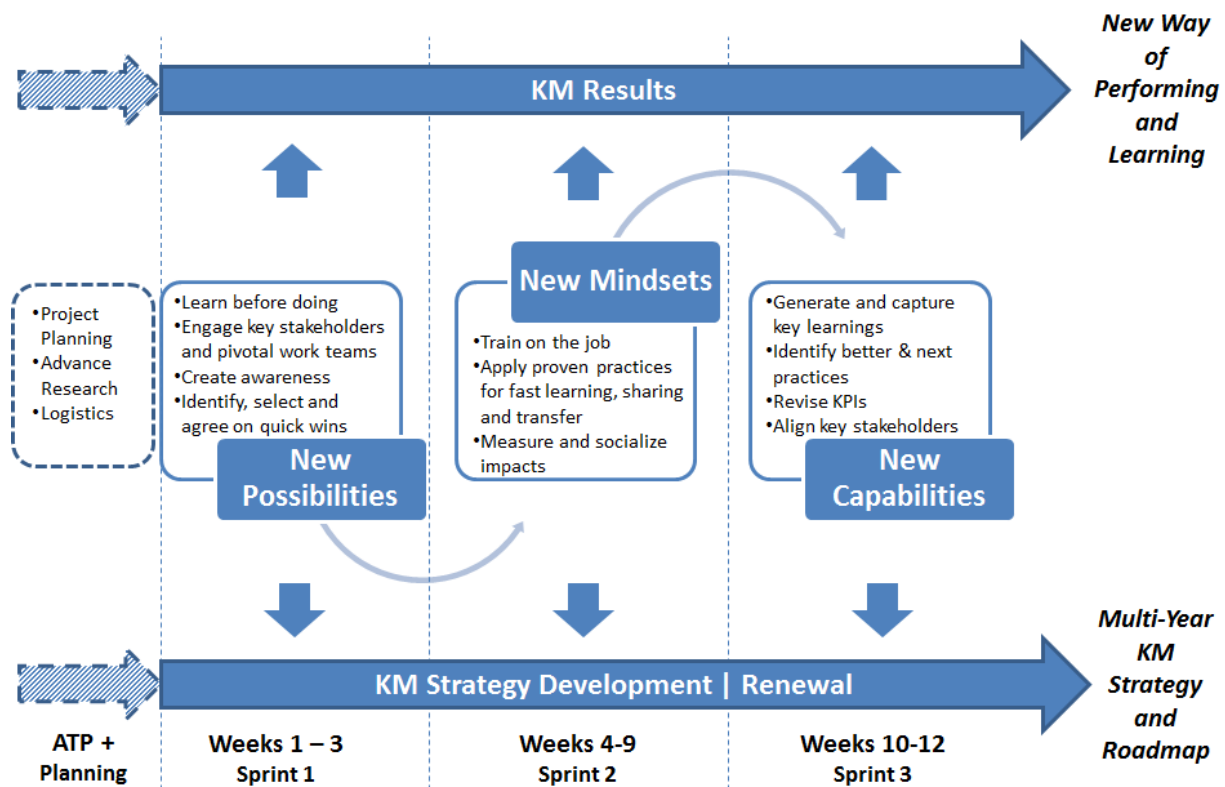 New Way
of
Performing
and
Learning
KM Results
•Project
Planning
•Advance
Research
•Logistics
•Learn before doing
•Engage key stakeholders
and pivotal work teams
•Create awareness
•Identify, select and
agree on quick wins
New
Possibilities
New Mindsets
•Train on the job
•Apply proven practices
for fast learning, sharing
and transfer
•Measure and socialize
impacts
•Generate and capture
key learnings
•Identify better & next
practices
•Revise KPIs
•Align key stakeholders
New
Capabilities
KM Strategy Development | Renewal
Multi-Year
KM
Strategy
and
Roadmap
ATP +
Planning
Weeks 1 – 3
Sprint 1
Weeks 4-9
Sprint 2
Weeks 10-12
Sprint 3